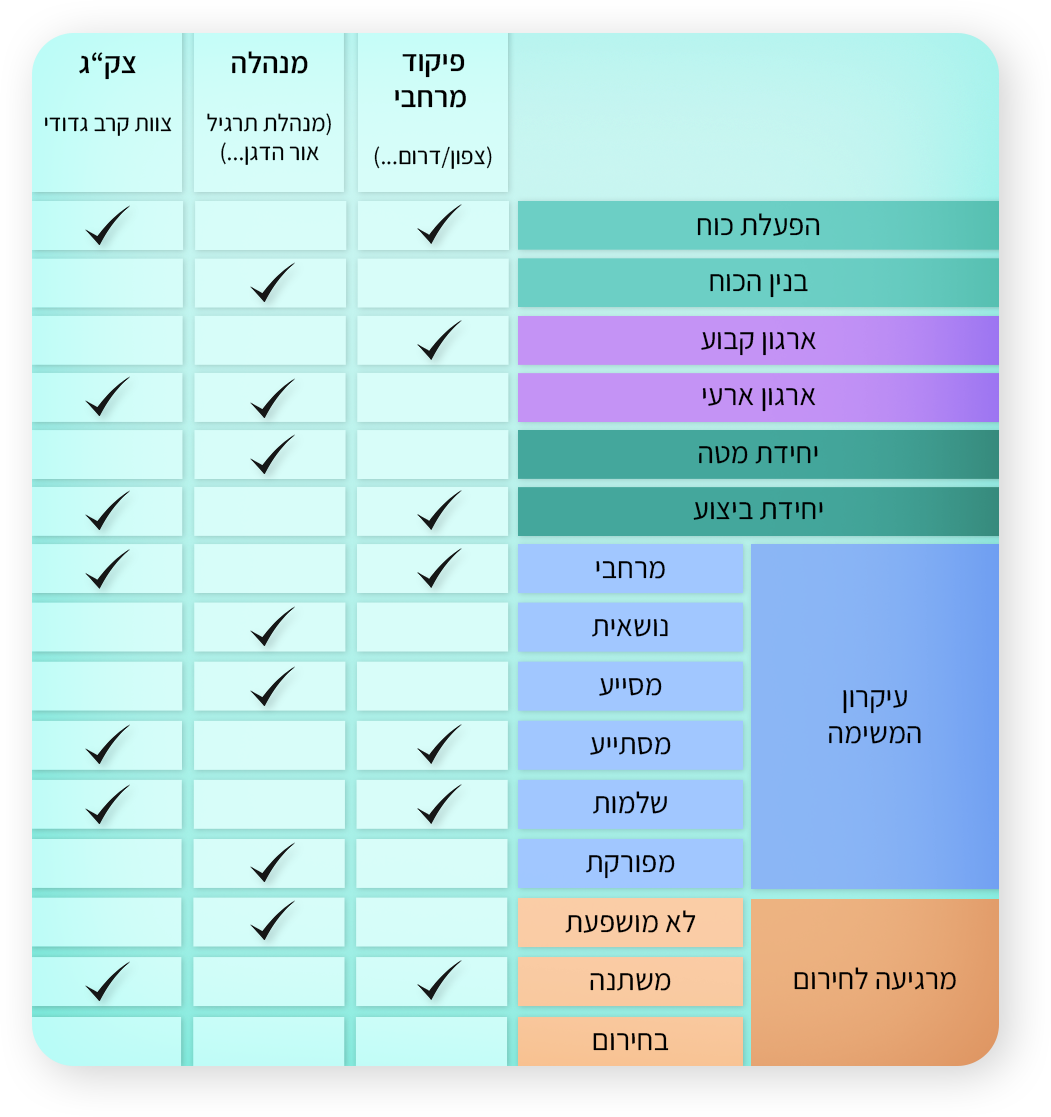 פיקוד
מרחבי
(צפון/דרום...)
מנהלה
(מנהלת תרגיל
אור הדגן...)
צק“ג
צוות קרב גדודי
הפעלת כוח
בנין הכוח
ארגון קבוע
ארגון ארעי
יחידת מטה
יחידת ביצוע
עיקרון
המשימה
מרחבי
נושאית
מסייע
מסתייע
שלמות
מפורקת
מרגיעה לחירום
לא מושפעת
משתנה
בחירום